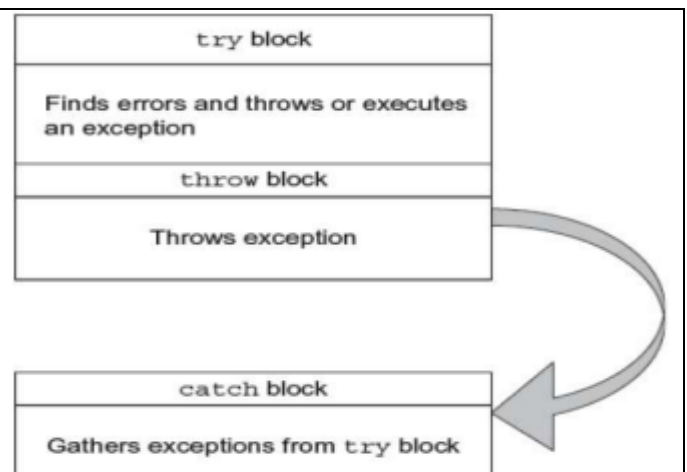 try block
Finds errors and throws or executes
an exception
throw block
Throws exception
catch block
Gathers exceptions from try block